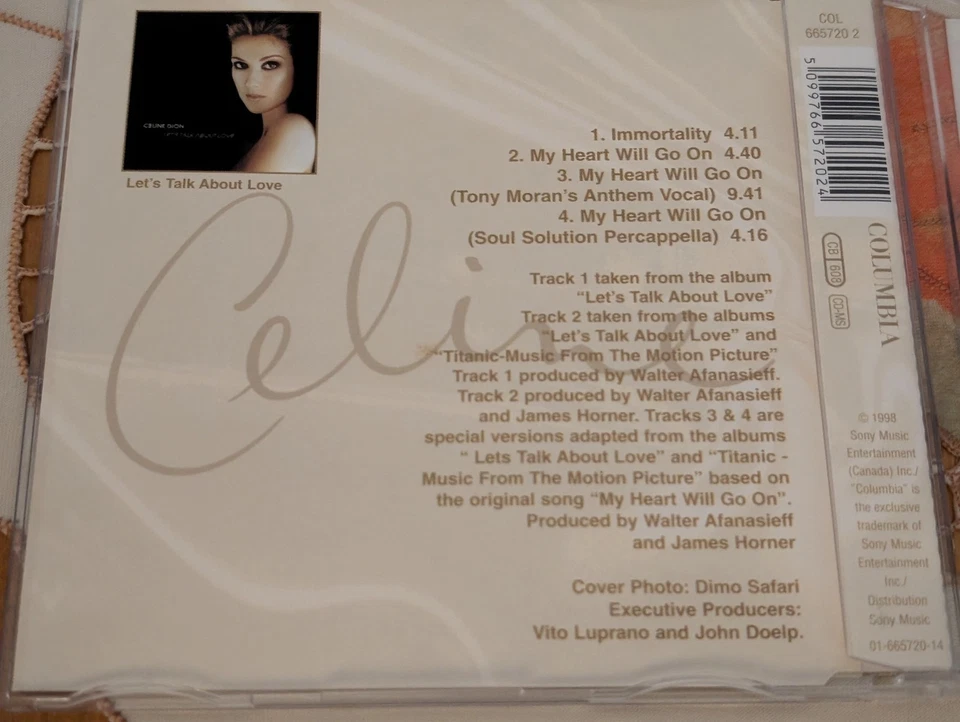 CELINE DION
LET'S TALK ABOUT LOVE
Let's Talk About Love
Celine
1. Immortality 4.11
2. My Heart Will Go On 4.40
3. My Heart Will Go On
(Tony Moran's Anthem Vocal) 9.41
4. My Heart Will Go On
(Soul Solution Percappella) 4.16
Track 1 taken from the album
"Let's Talk About Love"
Track 2 taken from the albums
"Let's Talk About Love" and
"Titanic-Music From The Motion Picture"
Track 1 produced by Walter Afanasieff.
Track 2 produced by Walter Afanasieff
and James Horner. Tracks 3 & 4 are
special versions adapted from the albums
" Lets Talk About Love" and "Titanic -
Music From The Motion Picture" based on
the original song "My Heart Will Go On".
Produced by Walter Afanasieff
and James Horner
Cover Photo: Dimo Safari
Executive Producers:
Vito Luprano and John Doelp.
COL
665720 2
5099766572024
CB 608
CD-MS
COLUMBIA
© 1998
Sony Music
Entertainment
(Canada) Inc./
"Columbia" is
the exclusive
trademark of
Sony Music
Entertainment
Inc./
Distribution
Sony Music
01-665720-14